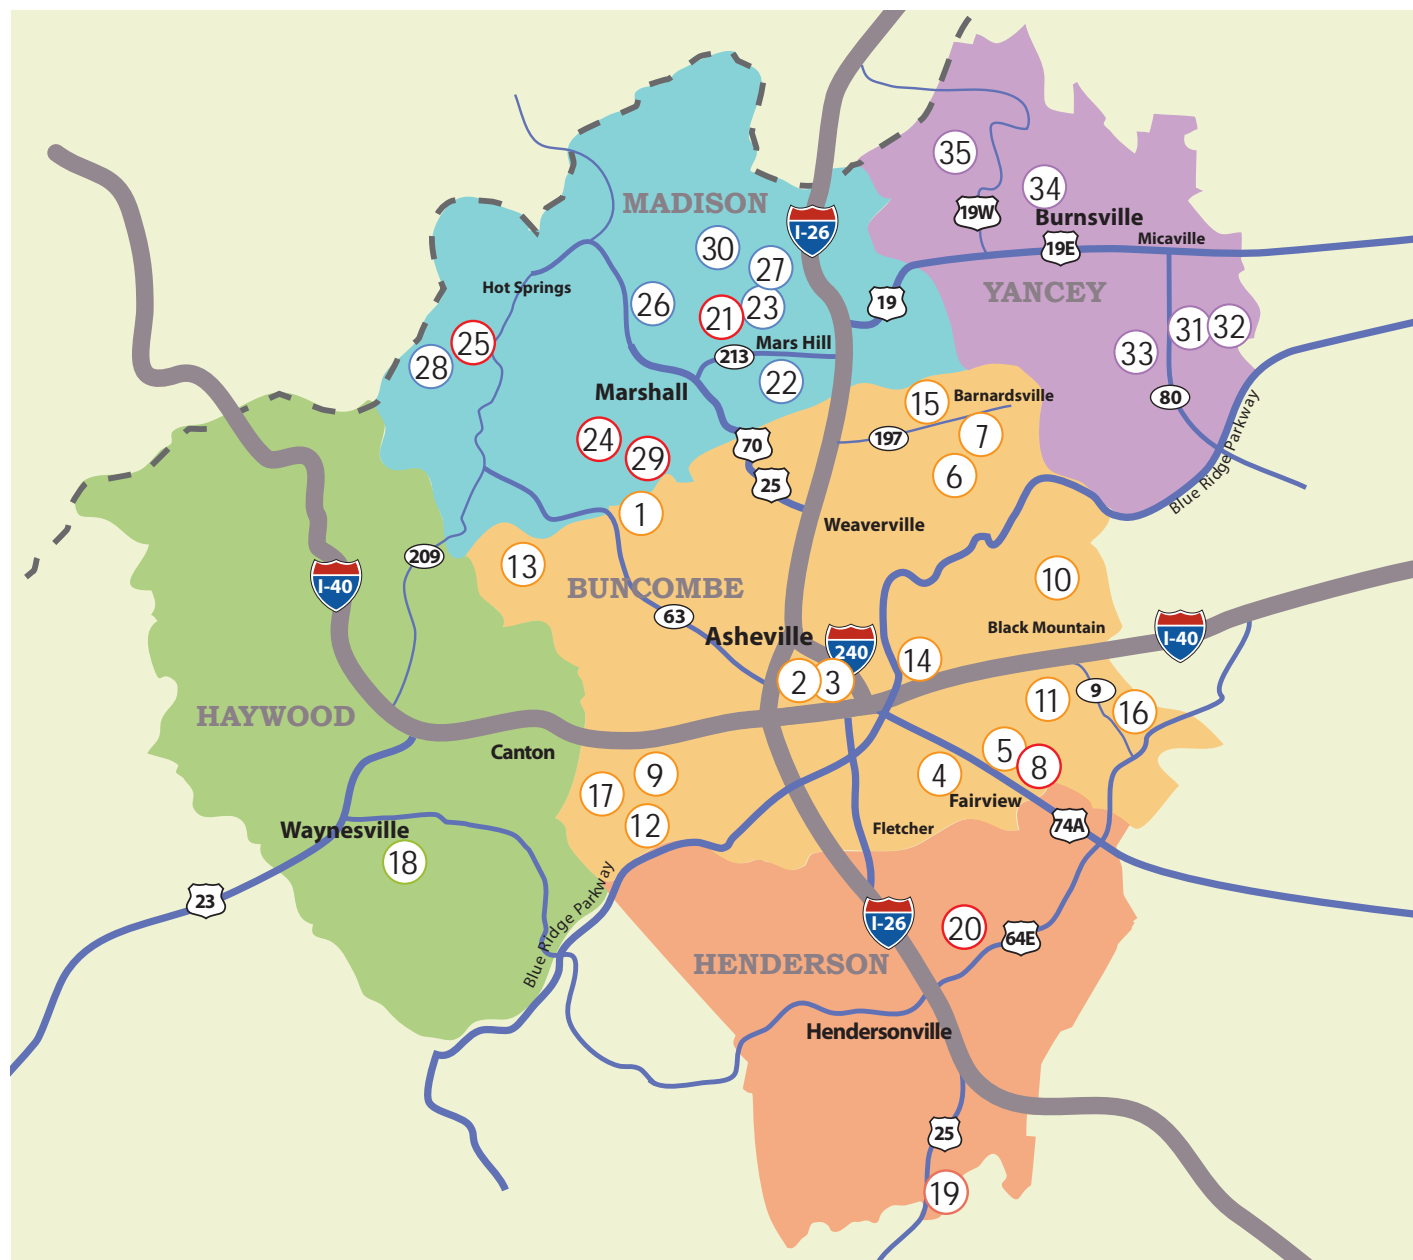 35
34
MADISON
19W
Burnsville
I-26
Micaville
30
19E
27
Hot Springs
YANCEY
26
23
19
21
31
32
25
Mars Hill
33
213
28
22
Marshall
15
Barnardsville
80
7
197
24
70
29
6
Blue Ridge Parkway
25
1
Weaverville
209
13
10
I-40
BUNCOMBE
63
Black Mountain
Asheville
I-40
240
14
2
3
9
11
16
HAYWOOD
Canton
5
8
9
4
17
Fairview
12
74A
Fletcher
Waynesville
18
23
Blue Ridge Parkway
I-26
20
64E
HENDERSON
Hendersonville
25
19